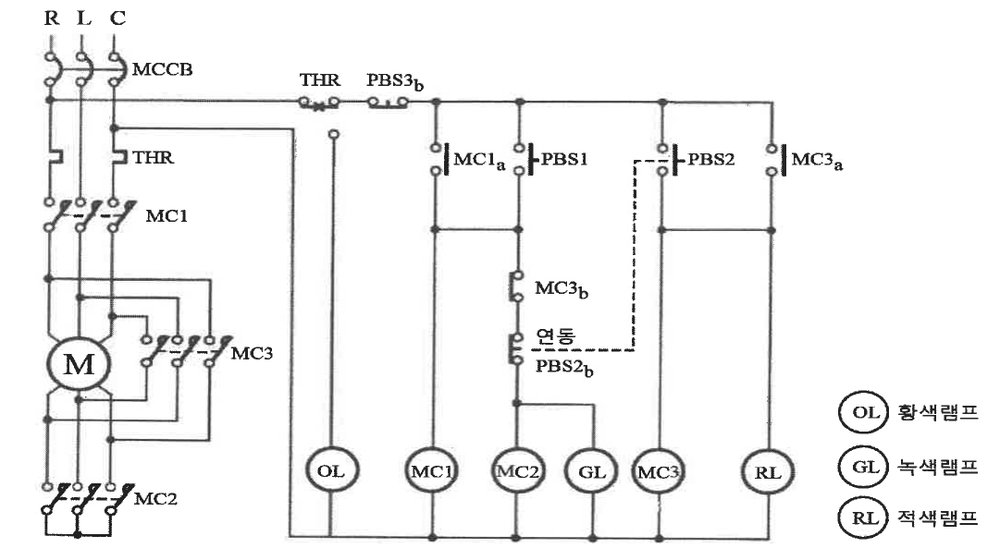 R L C
MCCB
THR PBS3b
THR
MC1a PBS1 PBS2 MC3a
MC1
MC3b
연동
PBS2b
M
MC3
OL 황색램프
GL 녹색램프
RL 적색램프
OL MC1 MC2 GL MC3 RL
MC2